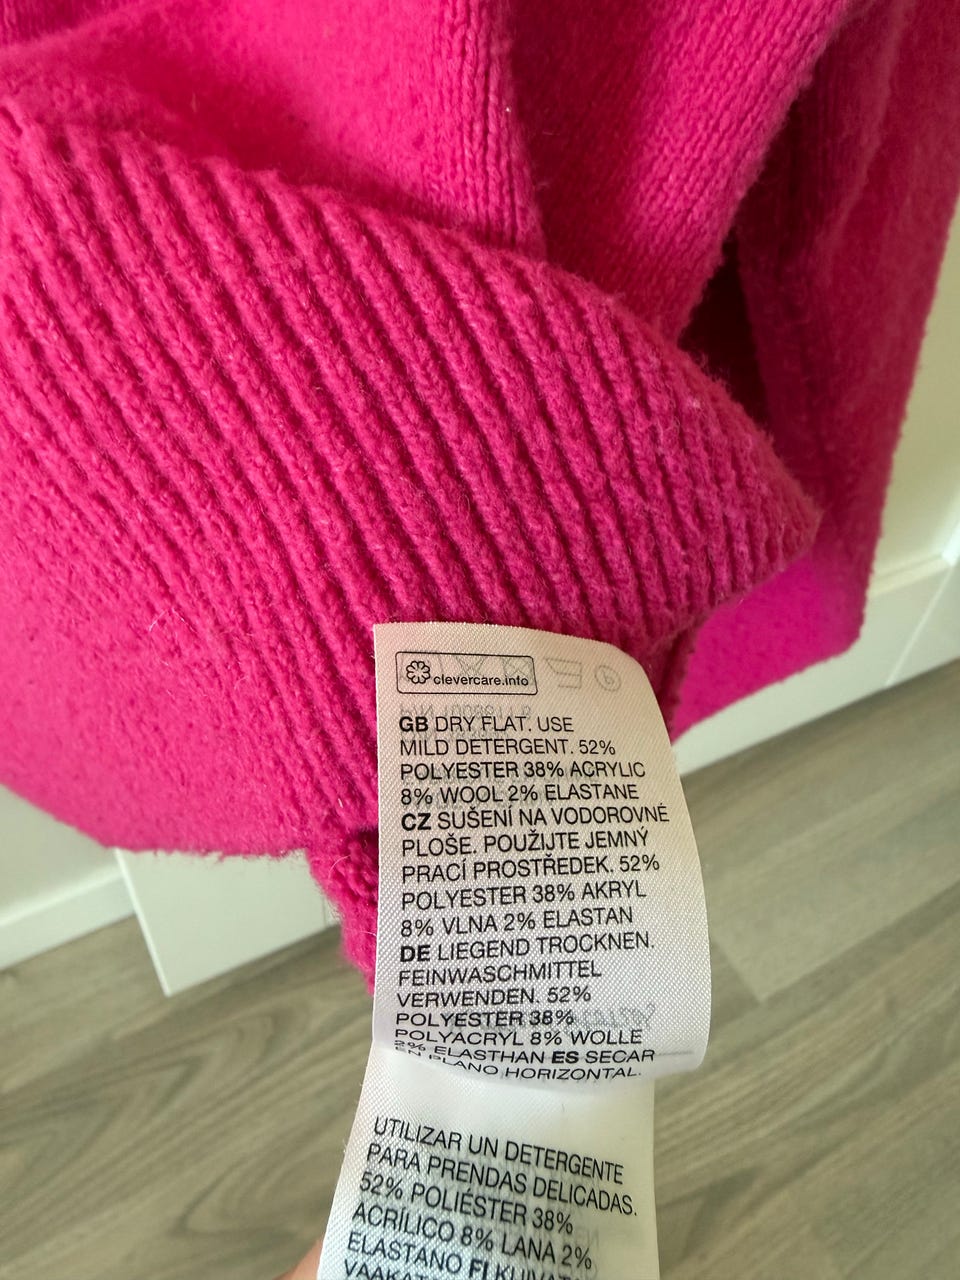 clevercare.info
GB DRY FLAT. USE
MILD DETERGENT. 52%
POLYESTER 38% ACRYLIC
8% WOOL 2% ELASTANE
CZ SUŠENÍ NA VODOROVNÉ
PLOŠE. POUŽIJTE JEMNÝ
PRACÍ PROSTŘEDEK. 52%
POLYESTER 38% AKRYL
8% VLNA 2% ELASTAN
DE LIEGEND TROCKNEN.
FEINWASCHMITTEL
VERWENDEN. 52%
POLYESTER 38%
POLYACRYL 8% WOLLE
2% ELASTHAN ES SECAR
EN PLANO HORIZONTAL.
UTILIZAR UN DETERGENTE
PARA PRENDAS DELICADAS.
52% POLIÉSTER 38%
ACRÍLICO 8% LANA 2%
ELASTANO FI